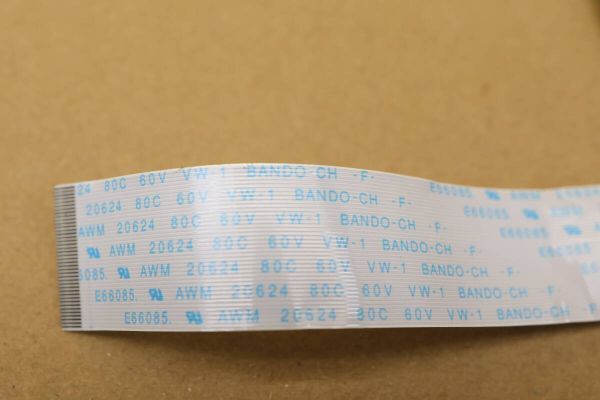 24 80C 60V VW-1 BANDO-CH -F- E66085. AWM
20624 80C 60V VW-1 BANDO-CH -F- E66085.
AWM 20624 80C 60V VW-1 BANDO-CH -F- E66085.
AWM 20624 80C 60V VW-1 BANDO-CH -F- E6608
085. AWM 20624 80C 60V VW-1 BANDO-CH -F-
E66085. AWM 20624 80C 60V VW-1 BANDO-CH -F-
E66085. AWM 20624 80C 60V VW-1 BANDO-CH -F